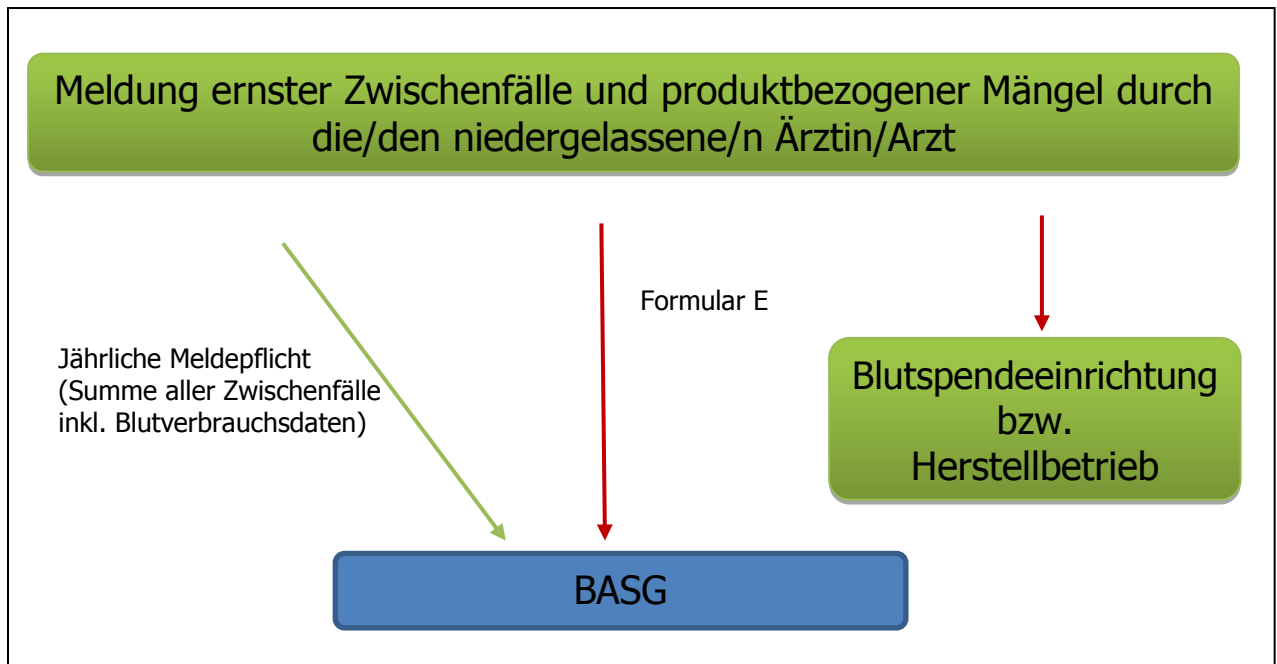 Meldung ernster Zwischenfälle und produktbezogener Mängel durch
die/den niedergelassene/n Ärztin/Arzt
Formular E
Jährliche Meldepflicht
(Summe aller Zwischenfälle
inkl. Blutverbrauchsdaten)
Blutspendeeinrichtung
bzw.
Herstellbetrieb
BASG